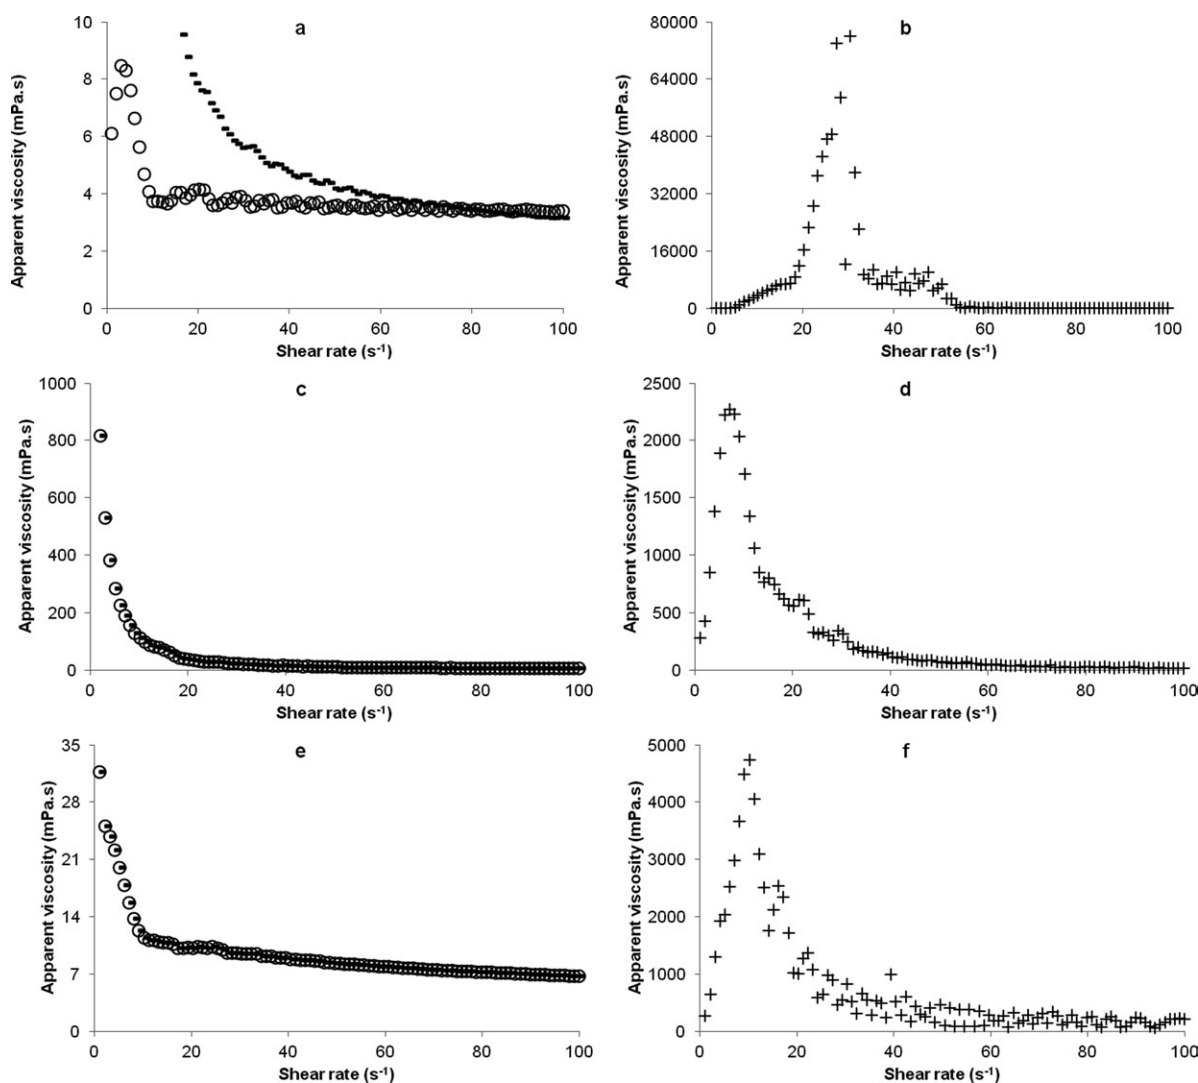 a
Apparent viscosity (mPa.s)
10
8
6
4
2
0
0 20 40 60 80 100
Shear rate (s-1)
b
Apparent viscosity (mPa.s)
80000
64000
48000
32000
16000
0
0 20 40 60 80 100
Shear rate (s-1)
c
Apparent viscosity (mPa.s)
1000
800
600
400
200
0
0 20 40 60 80 100
Shear rate (s-1)
d
Apparent viscosity (mPa.s)
2500
2000
1500
1000
500
0
0 20 40 60 80 100
Shear rate (s-1)
e
Apparent viscosity (mPa.s)
35
28
21
14
7
0
0 20 40 60 80 100
Shear rate (s-1)
f
Apparent viscosity (mPa.s)
5000
4000
3000
2000
1000
0
0 20 40 60 80 100
Shear rate (s-1)